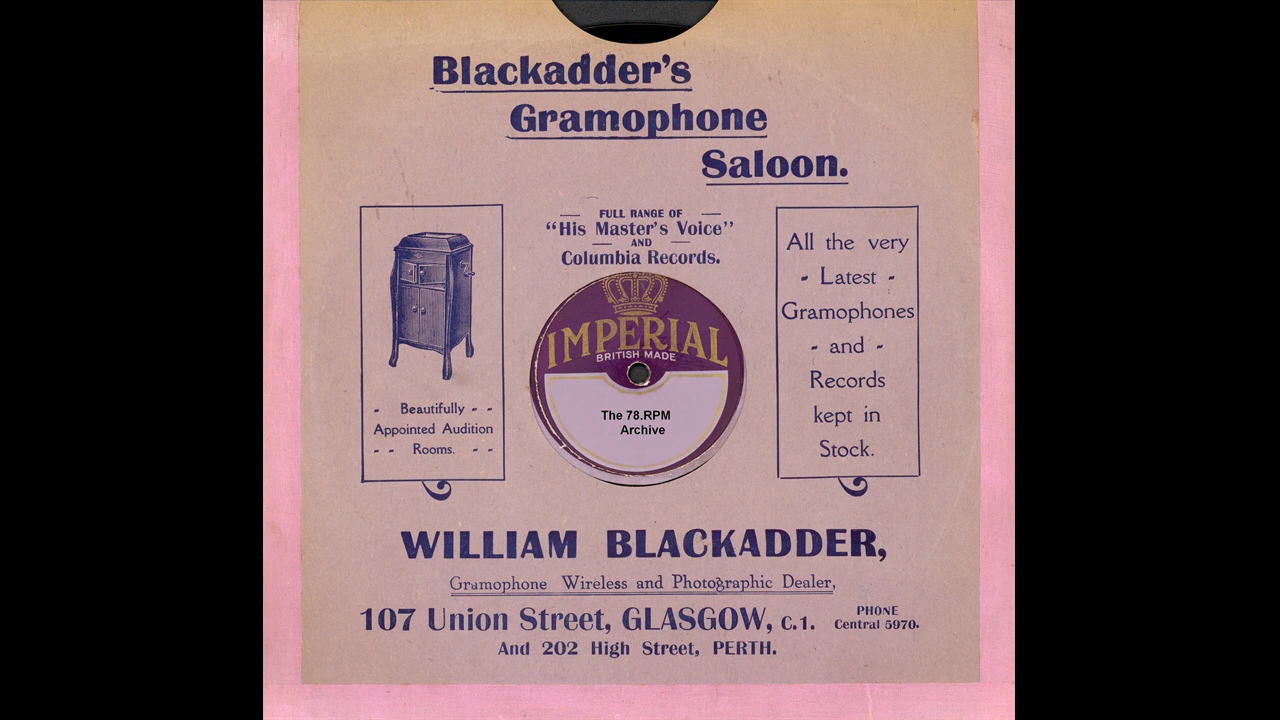 Blackadder's
Gramophone
Saloon.
FULL RANGE OF
"His Master's Voice"
AND
Columbia Records.
IMPERIAL
BRITISH MADE
The 78.RPM
Archive
- Beautifully - -
Appointed Audition
- - Rooms. - -
All the very
- Latest -
Gramophones
- and -
Records
kept in
Stock.
WILLIAM BLACKADDER,
Gramophone Wireless and Photographic Dealer,
107 Union Street, GLASGOW, C.1.
PHONE
Central 5970.
And 202 High Street, PERTH.